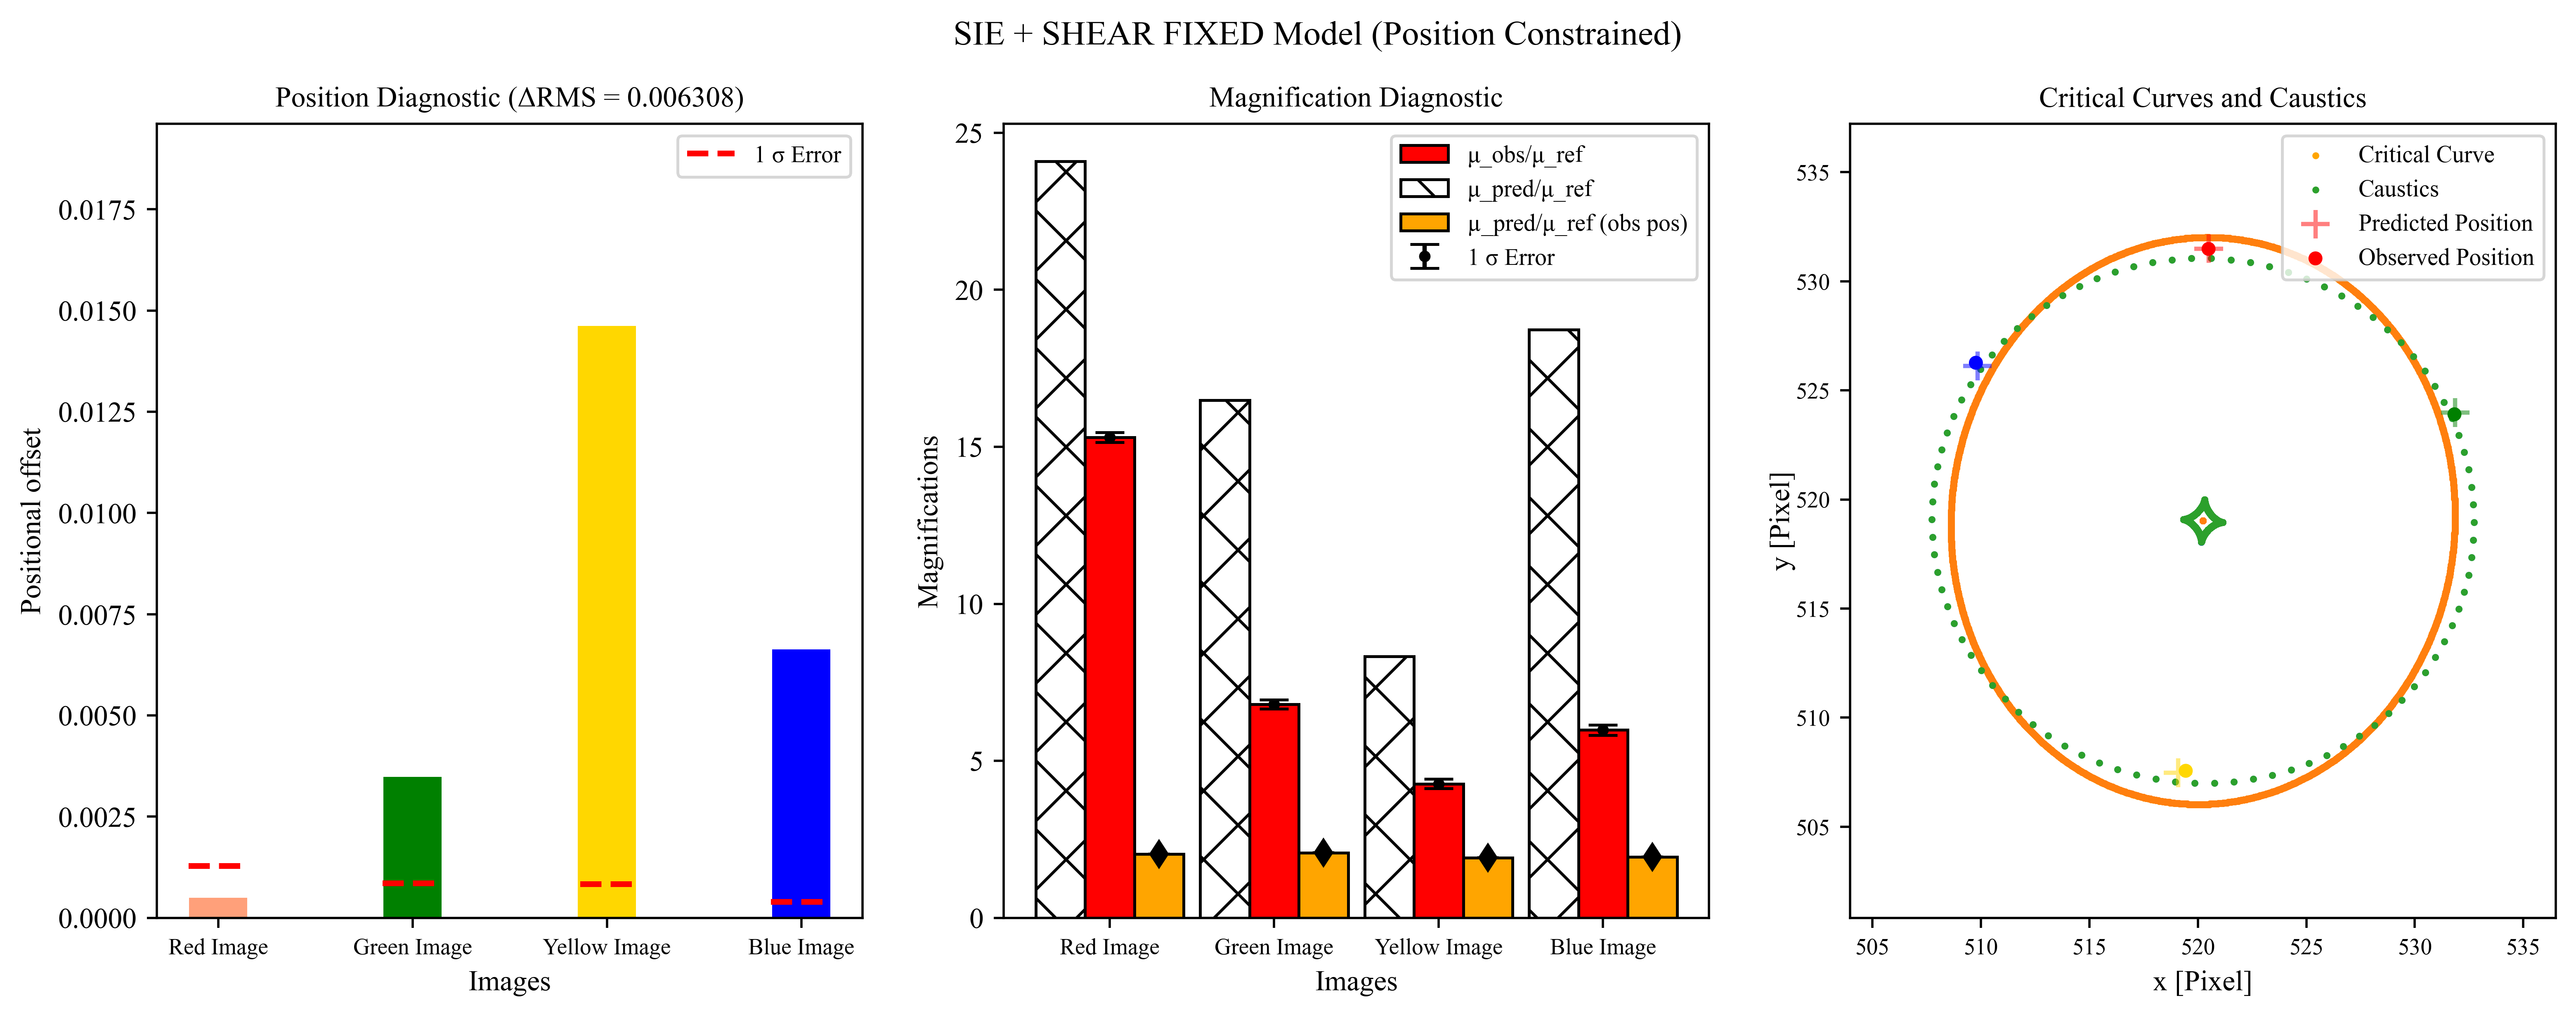 SIE + SHEAR FIXED Model (Position Constrained)
Position Diagnostic (ΔRMS = 0.006308)
1 σ Error
0.0175
0.0150
0.0125
0.0100
0.0075
0.0050
0.0025
0.0000
Positional offset
Red Image
Green Image
Yellow Image
Blue Image
Images
Magnification Diagnostic
μ_obs/μ_ref
μ_pred/μ_ref
μ_pred/μ_ref (obs pos)
1 σ Error
25
20
15
10
5
0
Magnifications
Red Image
Green Image
Yellow Image
Blue Image
Images
Critical Curves and Caustics
Critical Curve
Caustics
Predicted Position
Observed Position
535
530
525
520
515
510
505
y [Pixel]
505
510
515
520
525
530
535
x [Pixel]